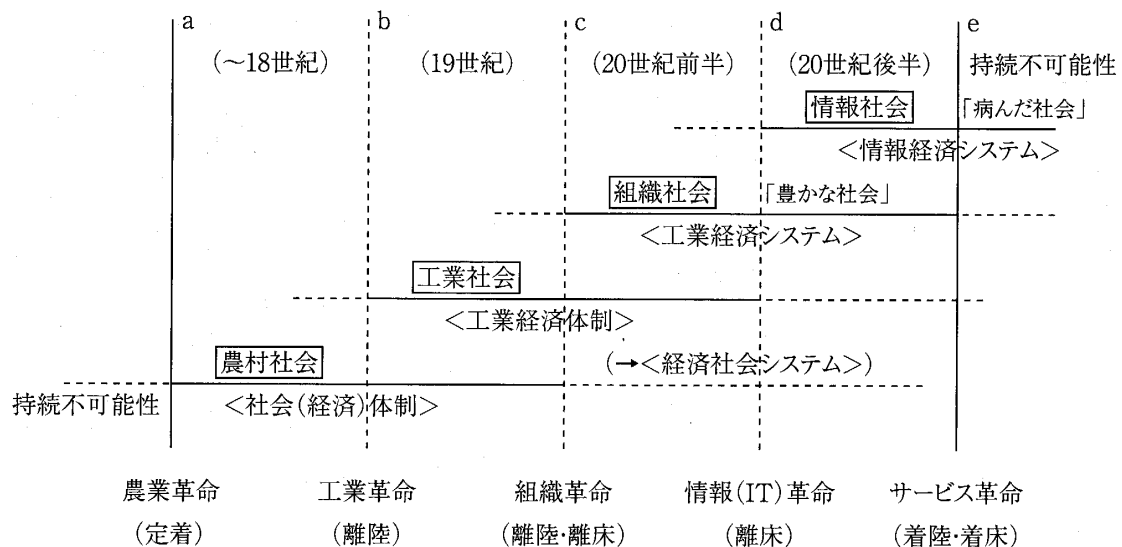 a b c d e
(～18世紀) (19世紀) (20世紀前半) (20世紀後半) 持続不可能性
情報社会 「病んだ社会」
<情報経済システム>
組織社会 「豊かな社会」
<工業経済システム>
工業社会
<工業経済体制>
農村社会 (→<経済社会システム>)
持続不可能性 <社会(経済)体制>
農業革命 工業革命 組織革命 情報(IT)革命 サービス革命
(定着) (離陸) (離陸・離床) (離床) (着陸・着床)